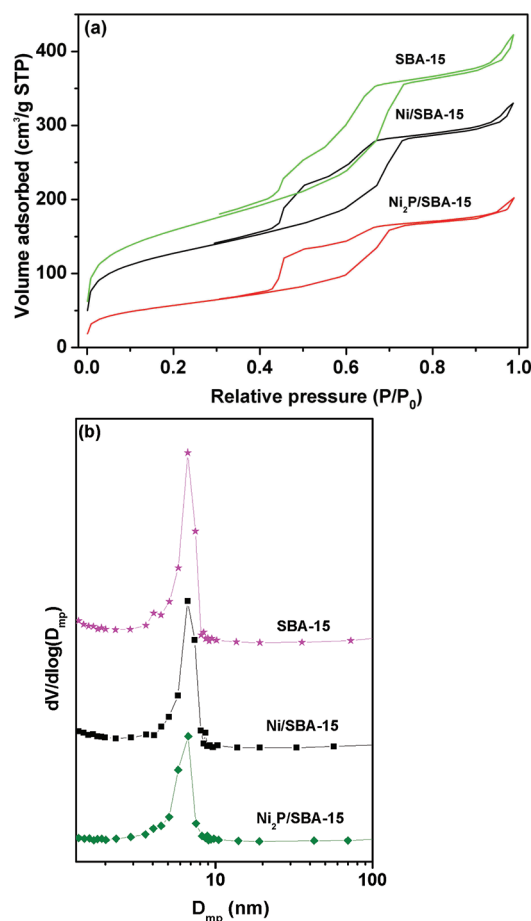 (a)
SBA-15
Ni/SBA-15
Ni₂P/SBA-15
Volume adsorbed (cm³/g STP)
400
300
200
100
0
0.0 0.2 0.4 0.6 0.8 1.0
Relative pressure (P/P₀)
(b)
SBA-15
Ni/SBA-15
Ni₂P/SBA-15
dV/dlog(Dₘₚ)
10 100
Dₘₚ (nm)